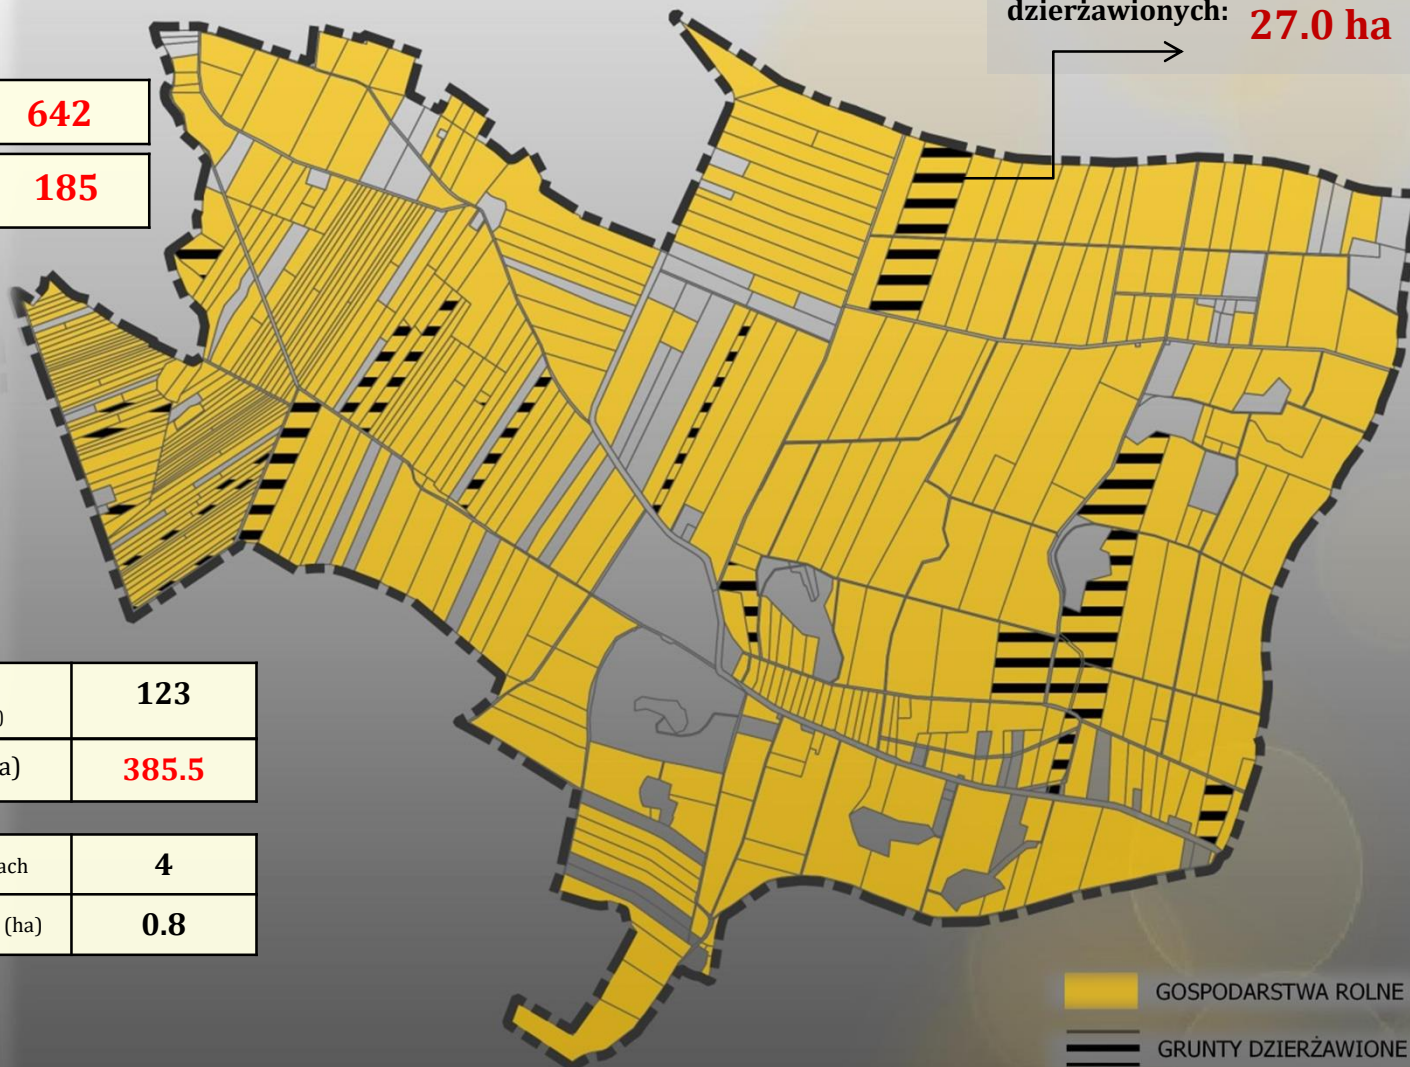 dzierżawionych: 27.0 ha
642
185
123
)
a) 385.5
ach 4
(ha) 0.8
GOSPODARSTWA ROLNE
GRUNTY DZIERŻAWIONE